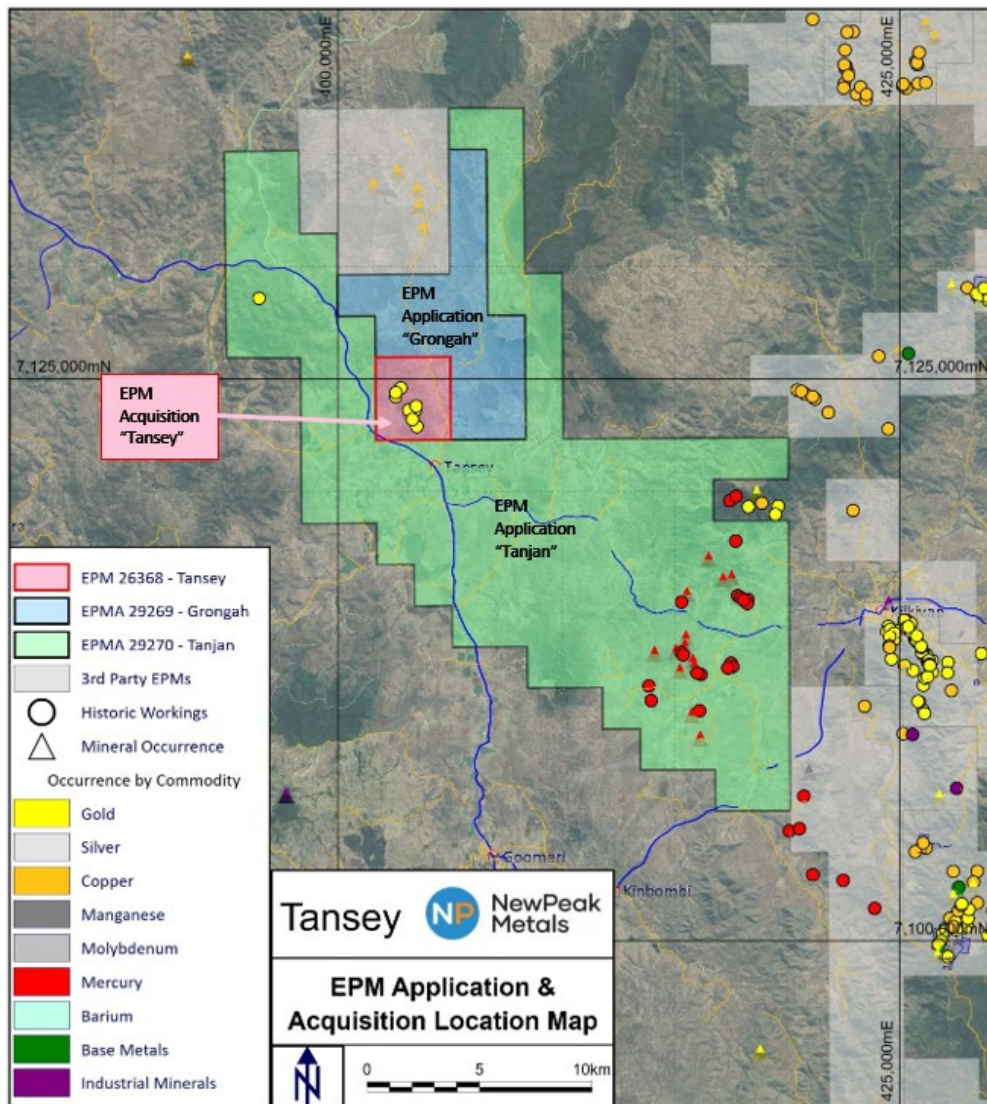 400,000mE
425,000mE
EPM
Application
"Grongah"
7,125,000mN
7,125,000mN
EPM
Acquisition
"Tansey"
Tansey
EPM
Application
"Tanjan"
Kilkivan
EPM 26368 - Tansey
EPMA 29269 - Grongah
EPMA 29270 - Tanjan
3rd Party EPMs
Historic Workings
Mineral Occurrence
Occurrence by Commodity
Gold
Silver
Copper
Manganese
Molybdenum
Mercury
Barium
Base Metals
Industrial Minerals
Goomeri
Kinbombi
Tansey
NP
NewPeak
Metals
EPM Application &
Acquisition Location Map
N
0 5 10km
425,000mE